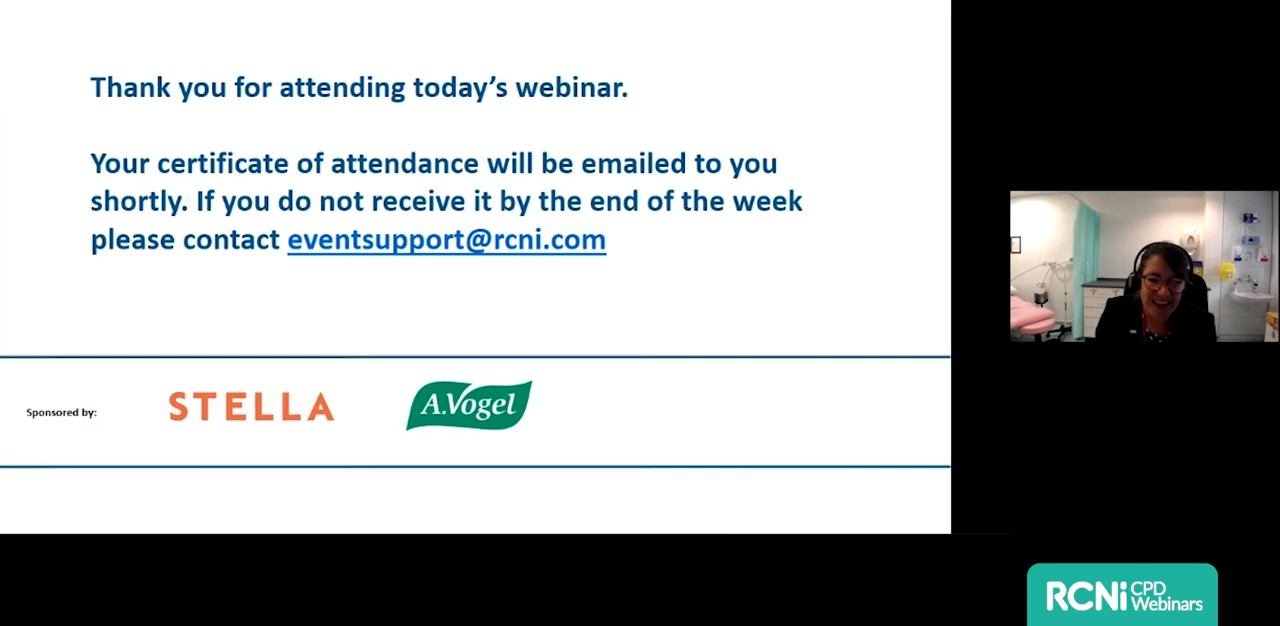 Thank you for attending today’s webinar.
Your certificate of attendance will be emailed to you
shortly. If you do not receive it by the end of the week
please contact eventsupport@rcni.com
Sponsored by:
STELLA
A.Vogel
RCNi CPD
Webinars